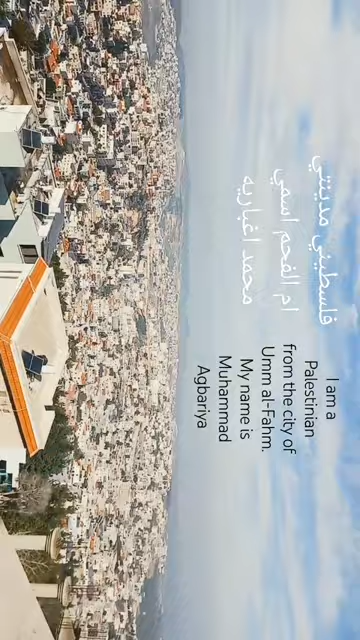 فلسطيني مدينتي
ام الفحم اسمي
محمد اغباريه
I am a
Palestinian
from the city of
Umm al-Fahm.
My name is
Muhammad
Agbariya